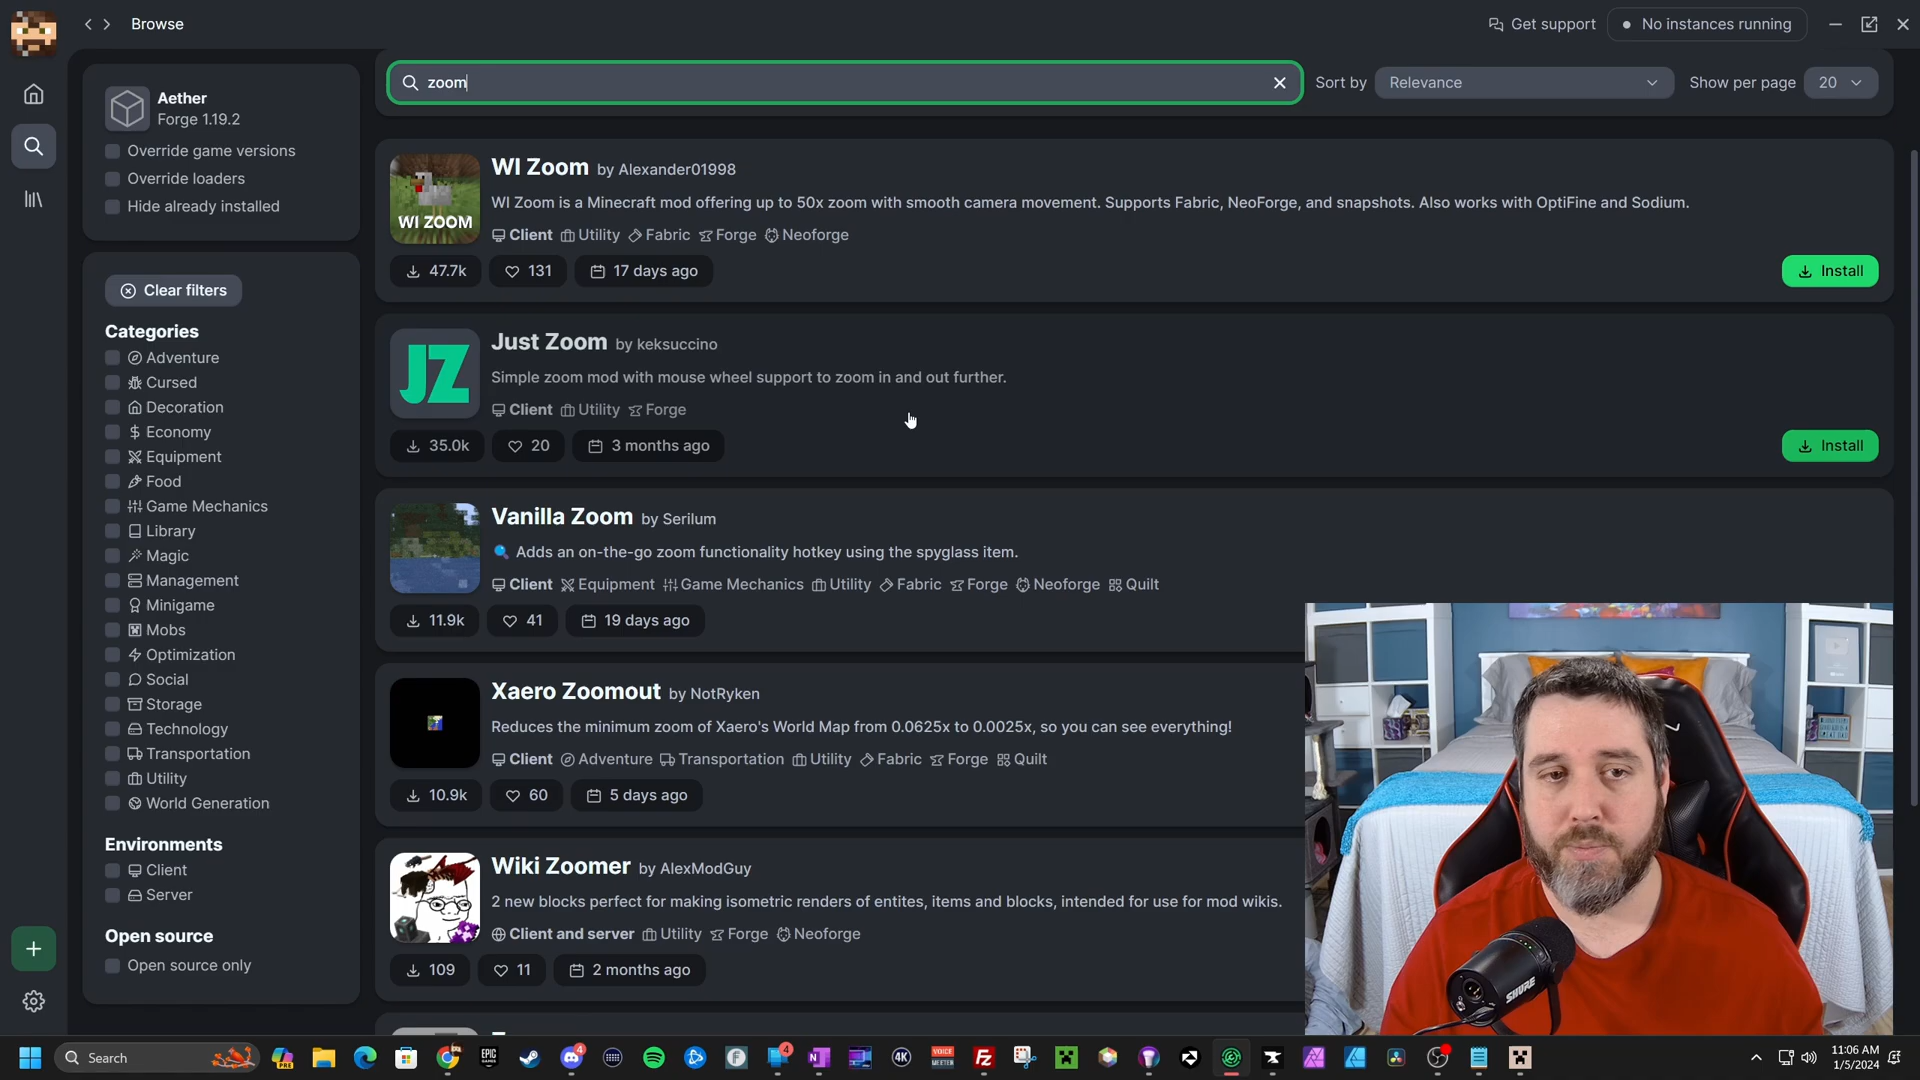 Browse
Get support
No instances running
Aether
Forge 1.19.2
Override game versions
Override loaders
Hide already installed
Clear filters
Categories
Adventure
Cursed
Decoration
Economy
Equipment
Food
Game Mechanics
Library
Magic
Management
Minigame
Mobs
Optimization
Social
Storage
Technology
Transportation
Utility
World Generation
Environments
Client
Server
Open source
Open source only
zoom
Sort by Relevance
Show per page 20
WI ZOOM
WI Zoom by Alexander01998
WI Zoom is a Minecraft mod offering up to 50x zoom with smooth camera movement. Supports Fabric, NeoForge, and snapshots. Also works with OptiFine and Sodium.
Client Utility Fabric Forge Neoforge
47.7k 131 17 days ago
Install
JZ
Just Zoom by keksuccino
Simple zoom mod with mouse wheel support to zoom in and out further.
Client Utility Forge
35.0k 20 3 months ago
Install
Vanilla Zoom by Serilum
Adds an on-the-go zoom functionality hotkey using the spyglass item.
Client Equipment Game Mechanics Utility Fabric Forge Neoforge Quilt
11.9k 41 19 days ago
Xaero Zoomout by NotRyken
Reduces the minimum zoom of Xaero's World Map from 0.0625x to 0.0025x, so you can see everything!
Client Adventure Transportation Utility Fabric Forge Quilt
10.9k 60 5 days ago
Wiki Zoomer by AlexModGuy
2 new blocks perfect for making isometric renders of entites, items and blocks, intended for use for mod wikis.
Client and server Utility Forge Neoforge
109 11 2 months ago
SHURE
Search
PRE
EPIC
GAMES
4
4
N
4K
VOICE
MEETER
11:06 AM
1/5/2024